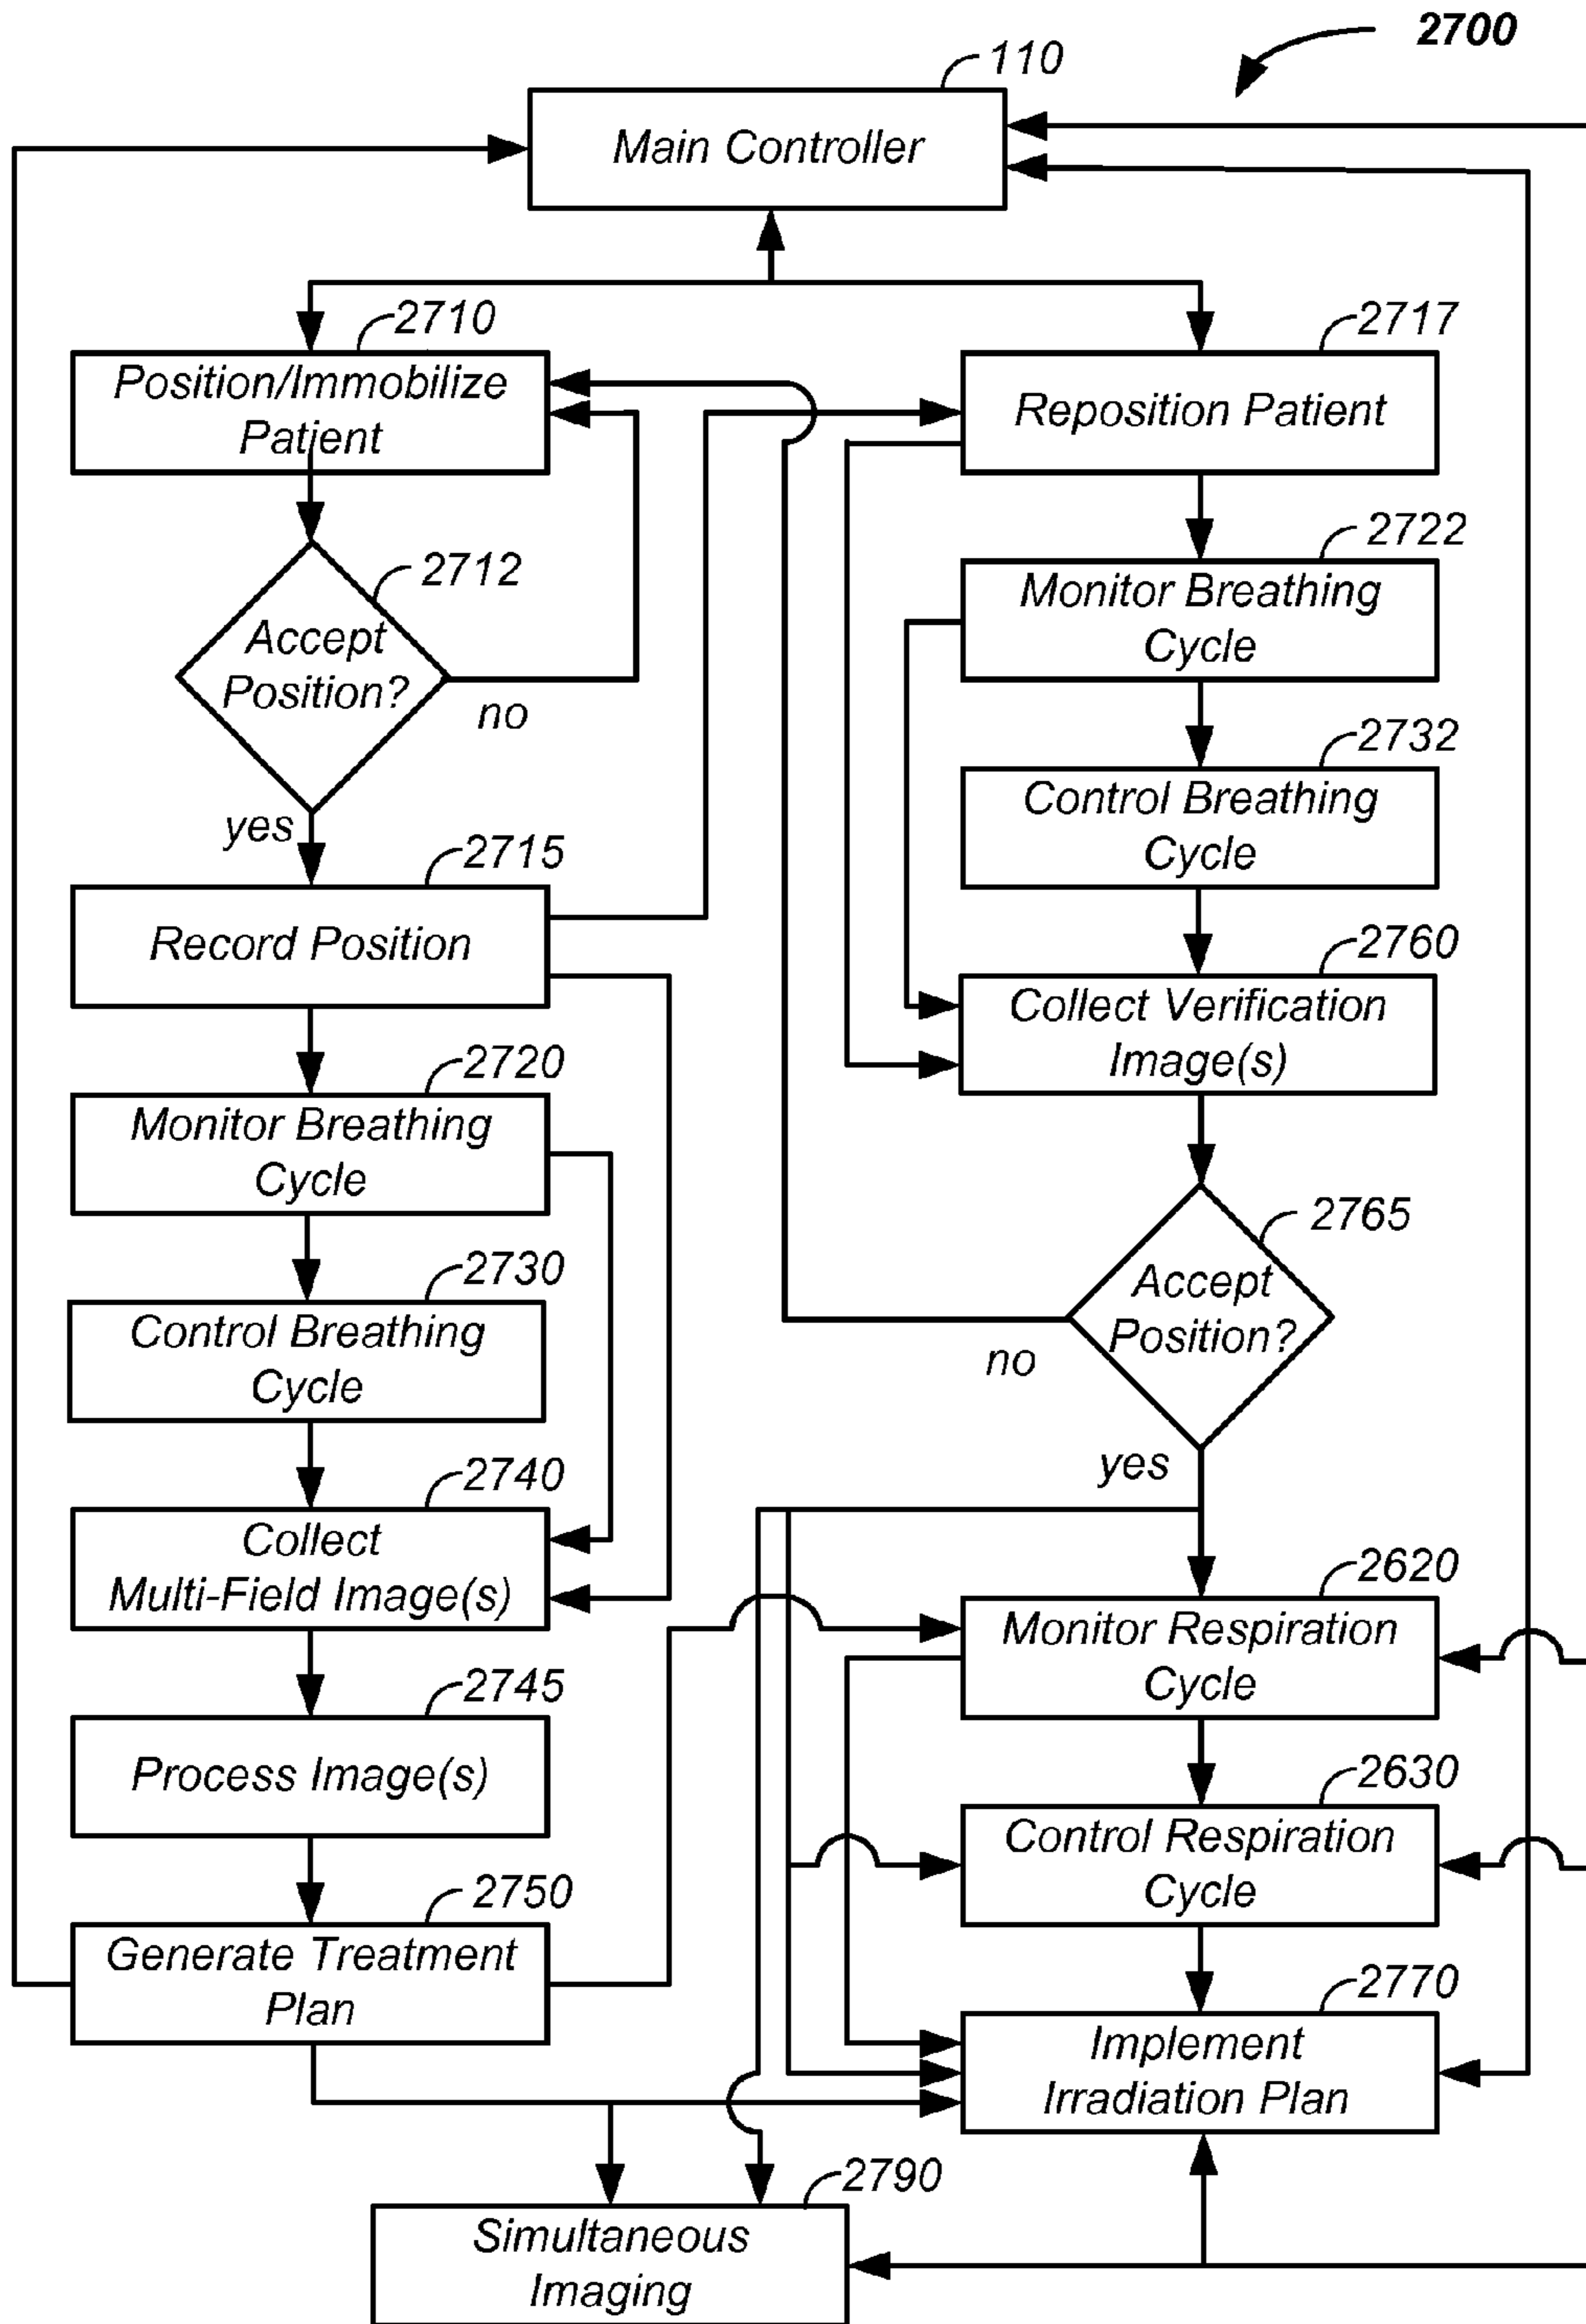 2700
110
Main Controller
2710
Position/Immobilize
Patient
2717
Reposition Patient
2712
Accept
Position?
no
yes
2722
Monitor Breathing
Cycle
2732
Control Breathing
Cycle
2715
Record Position
2760
Collect Verification
Image(s)
2720
Monitor Breathing
Cycle
2765
Accept
Position?
no
yes
2730
Control Breathing
Cycle
2740
Collect
Multi-Field Image(s)
2620
Monitor Respiration
Cycle
2745
Process Image(s)
2630
Control Respiration
Cycle
2750
Generate Treatment
Plan
2770
Implement
Irradiation Plan
2790
Simultaneous
Imaging